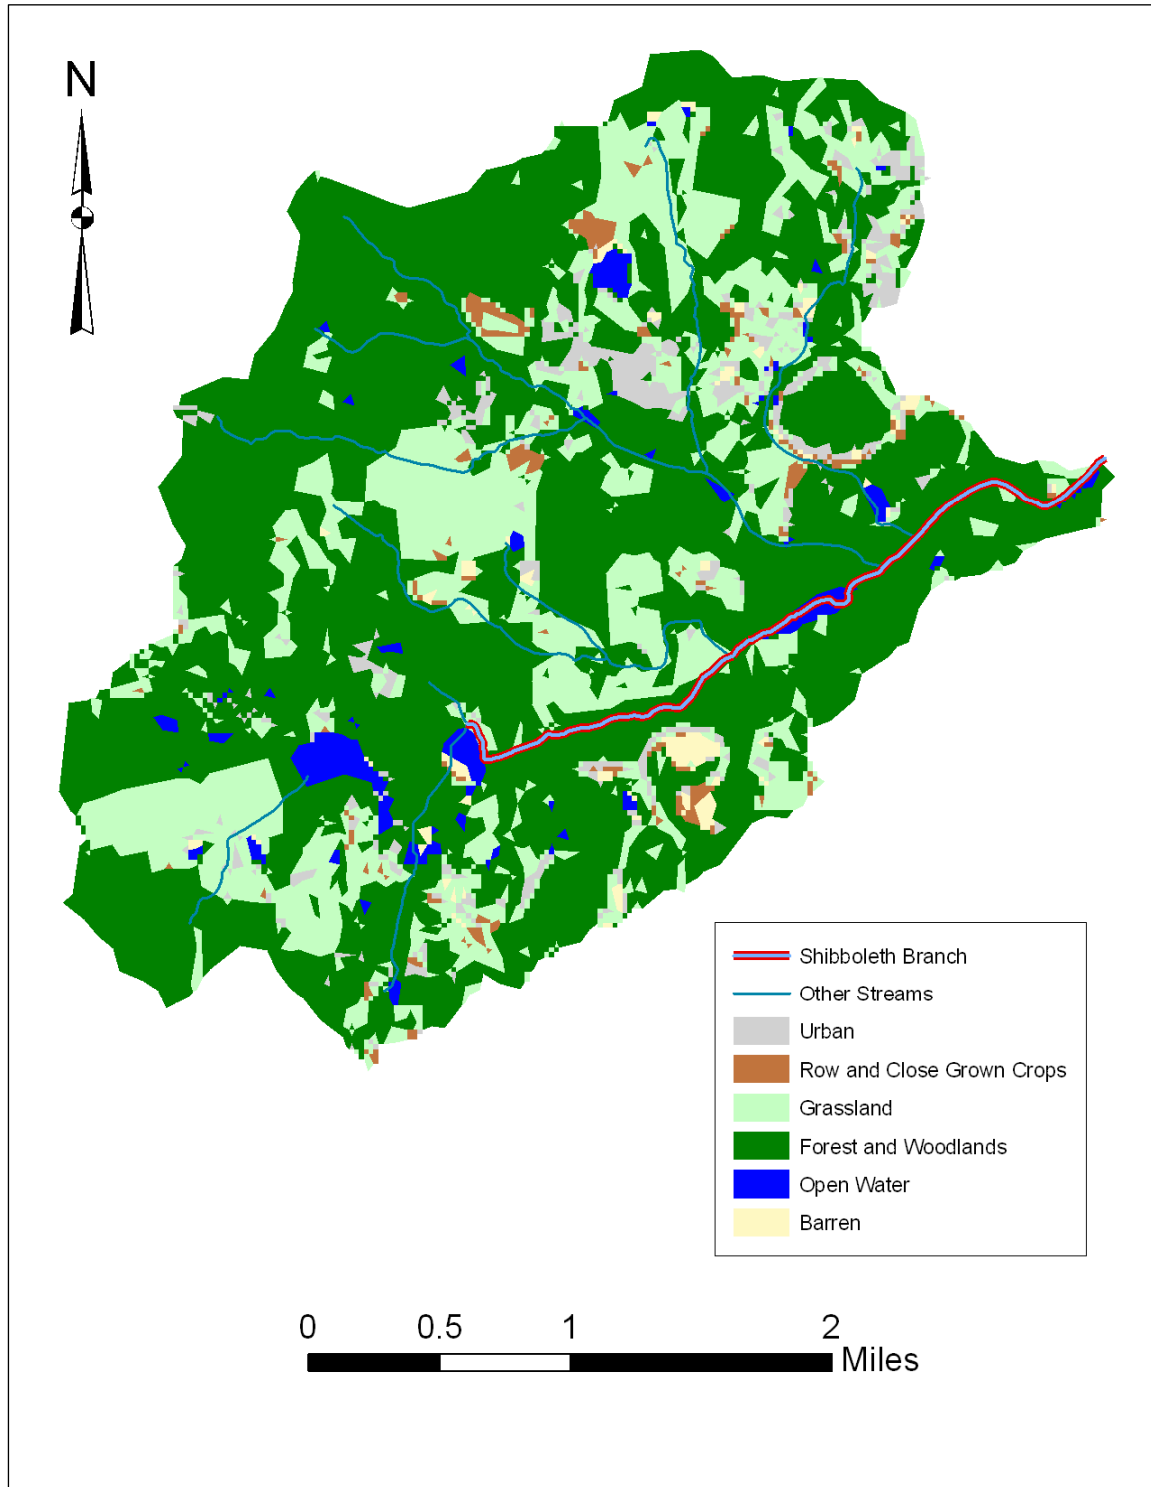 N
Shibboleth Branch
Other Streams
Urban
Row and Close Grown Crops
Grassland
Forest and Woodlands
Open Water
Barren
0 0.5 1 2
Miles